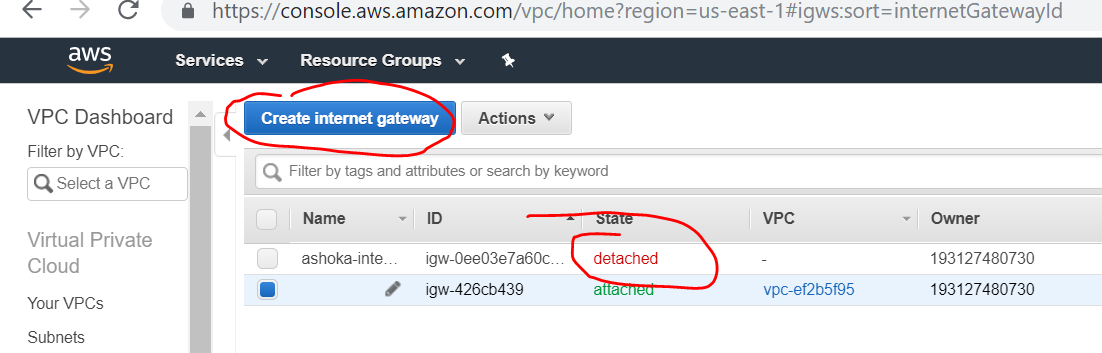 https://console.aws.amazon.com/vpc/home?region=us-east-1#igws:sort=internetGatewayId
aws Services Resource Groups
VPC Dashboard
Filter by VPC:
Select a VPC
Virtual Private
Cloud
Your VPCs
Subnets
Create internet gateway Actions
Filter by tags and attributes or search by keyword
Name ID State VPC Owner
ashoka-inte... igw-0ee03e7a60c... detached - 193127480730
igw-426cb439 attached vpc-ef2b5f95 193127480730